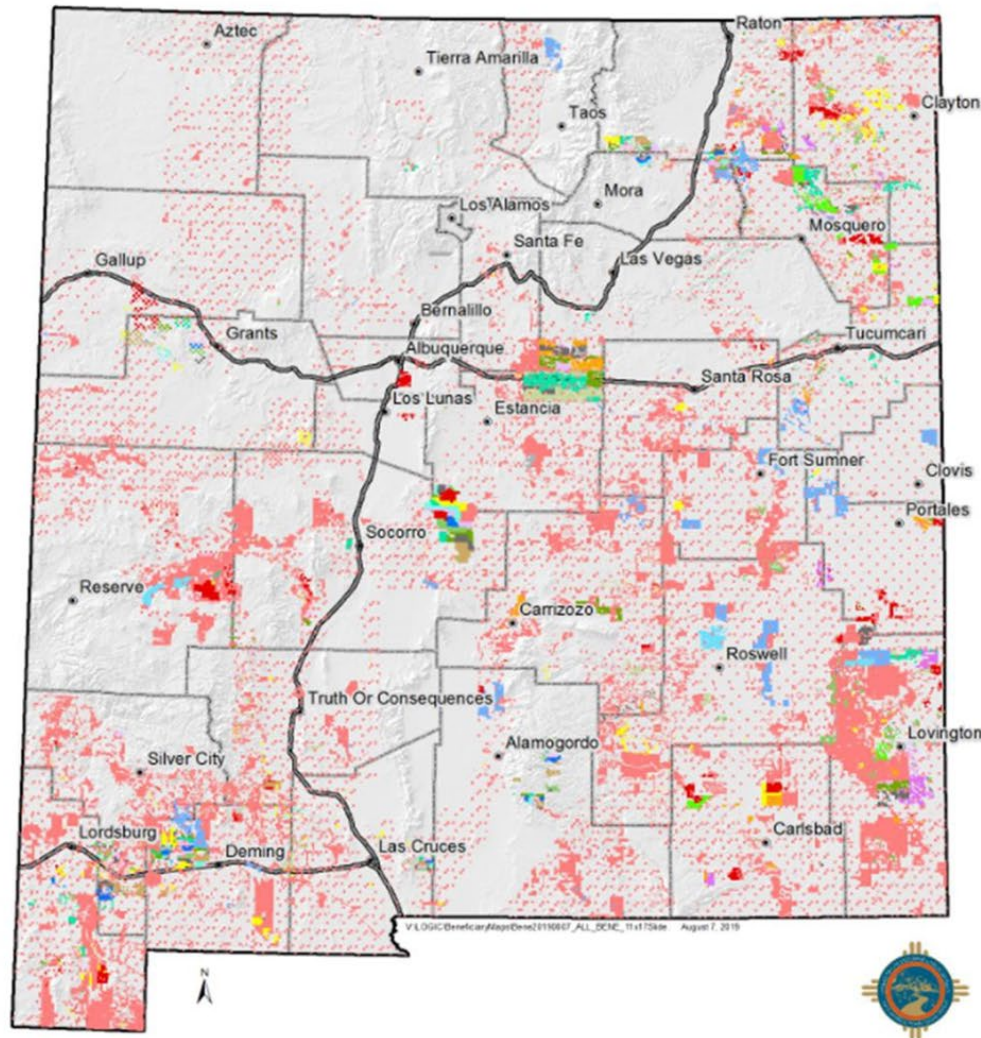 Raton
Aztec
Tierra Amarilla
Clayton
Taos
Mora
Los Alamos
Mosquero
Santa Fe
Las Vegas
Gallup
Bernalillo
Grants
Tucumcari
Albuquerque
Santa Rosa
Los Lunas
Estancia
Fort Sumner
Clovis
Portales
Socorro
Reserve
Carrizozo
Roswell
Truth Or Consequences
Lovington
Alamogordo
Silver City
Carlsbad
Lordsburg
Deming
Las Cruces
August 7, 2019
N